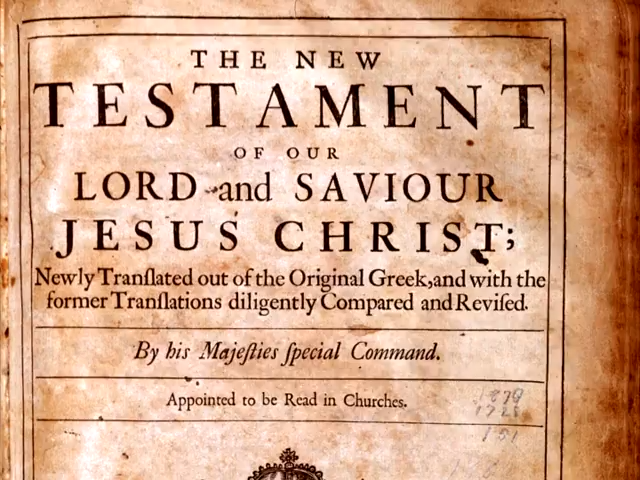 THE NEW
TESTAMENT
OF OUR
LORD and SAVIOUR
JESUS CHRIST;
Newly Tranſlated out of the Original Greek, and with the
former Tranſlations diligently Compared and Reviſed.
By his Majeſties ſpecial Command.
Appointed to be Read in Churches.